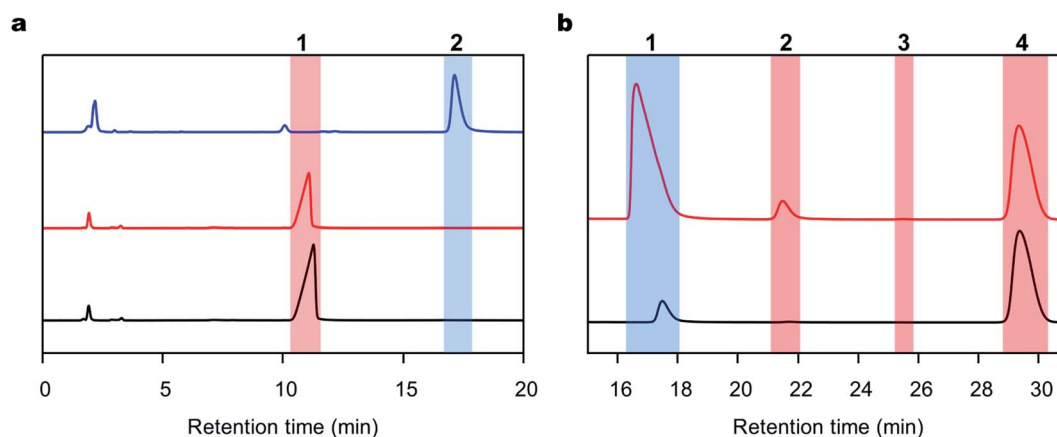 a
1 2
0 5 10 15 20
Retention time (min)
b
1 2 3 4
16 18 20 22 24 26 28 30
Retention time (min)